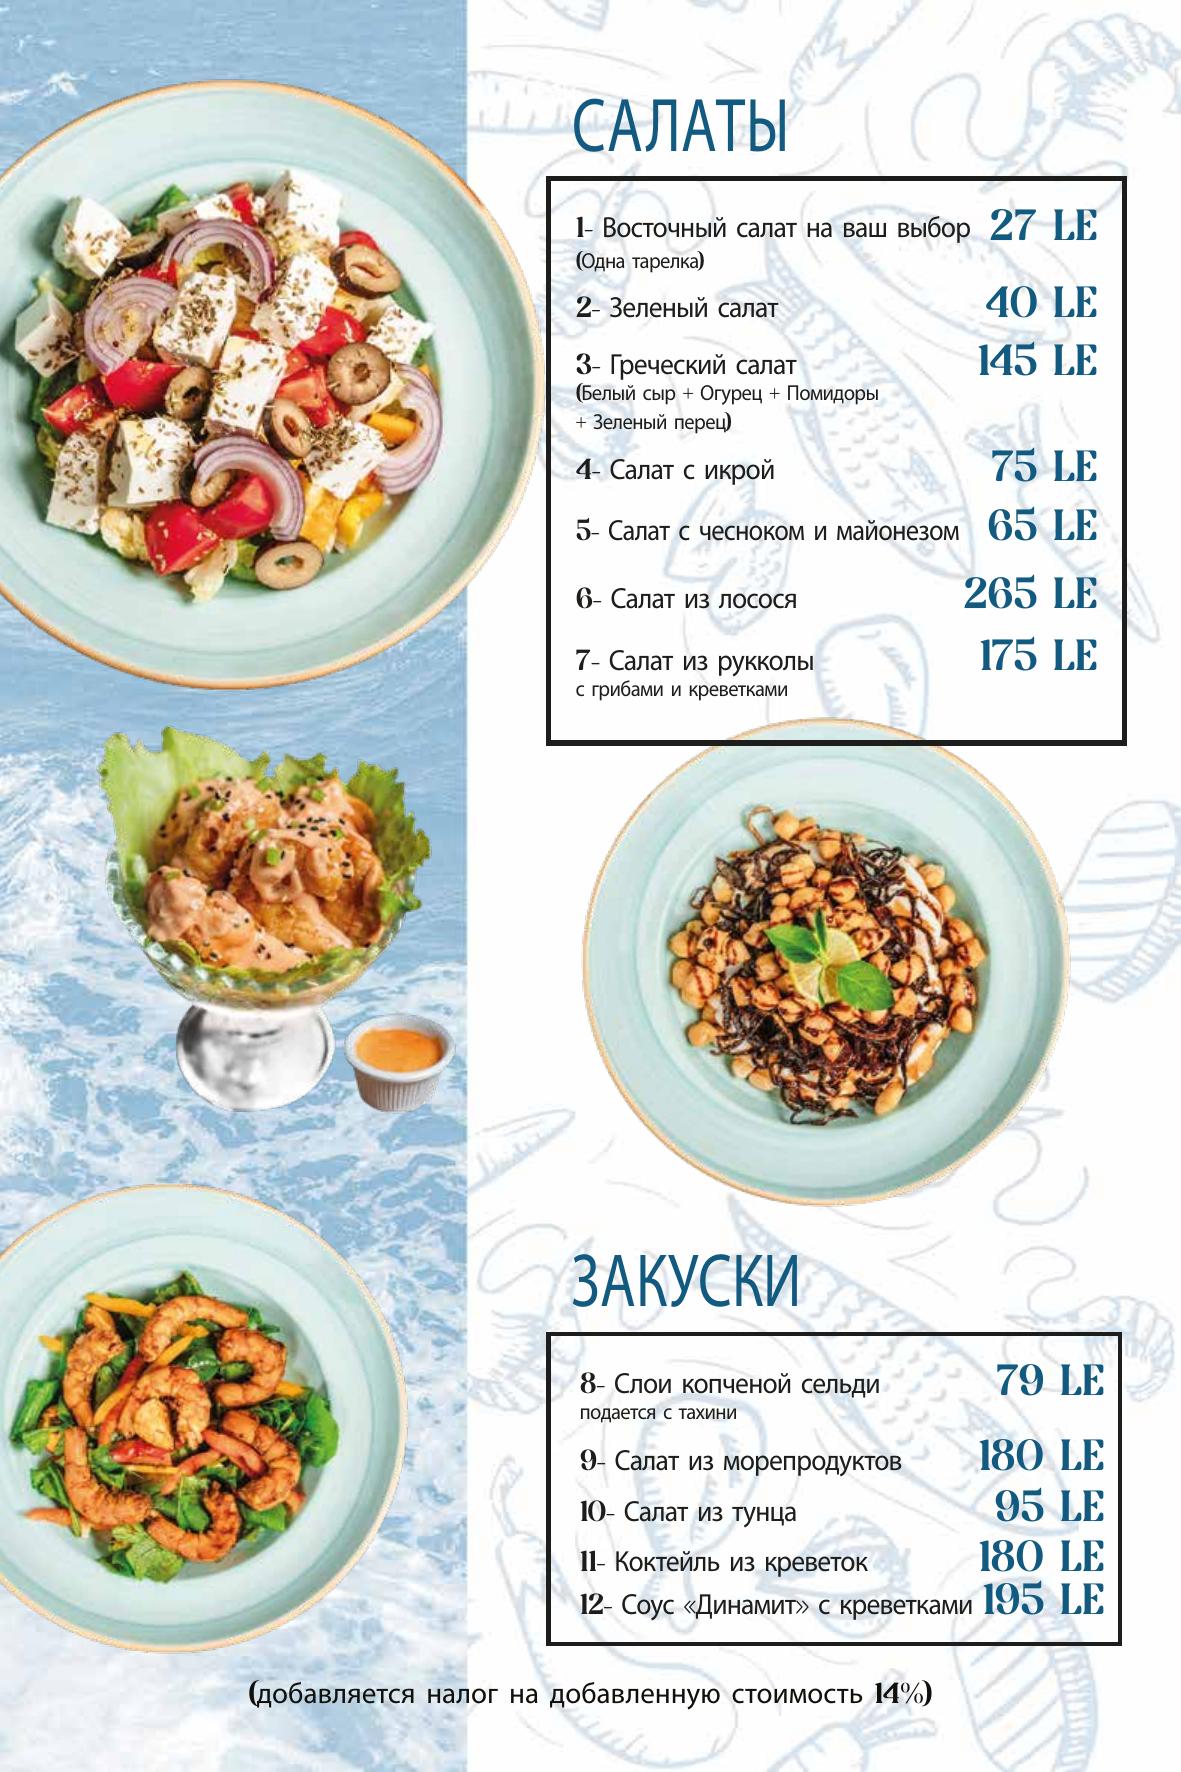 САЛАТЫ
1- Восточный салат на ваш выбор 27 LE
(Одна тарелка)
2- Зеленый салат 40 LE
3- Греческий салат 145 LE
(Белый сыр + Огурец + Помидоры
+ Зеленый перец)
4- Салат с икрой 75 LE
5- Салат с чесноком и майонезом 65 LE
6- Салат из лосося 265 LE
7- Салат из рукколы 175 LE
с грибами и креветками
ЗАКУСКИ
8- Слои копченой сельди 79 LE
подается с тахини
9- Салат из морепродуктов 180 LE
10- Салат из тунца 95 LE
11- Коктейль из креветок 180 LE
12- Соус «Динамит» с креветками 195 LE
(добавляется налог на добавленную стоимость 14%)